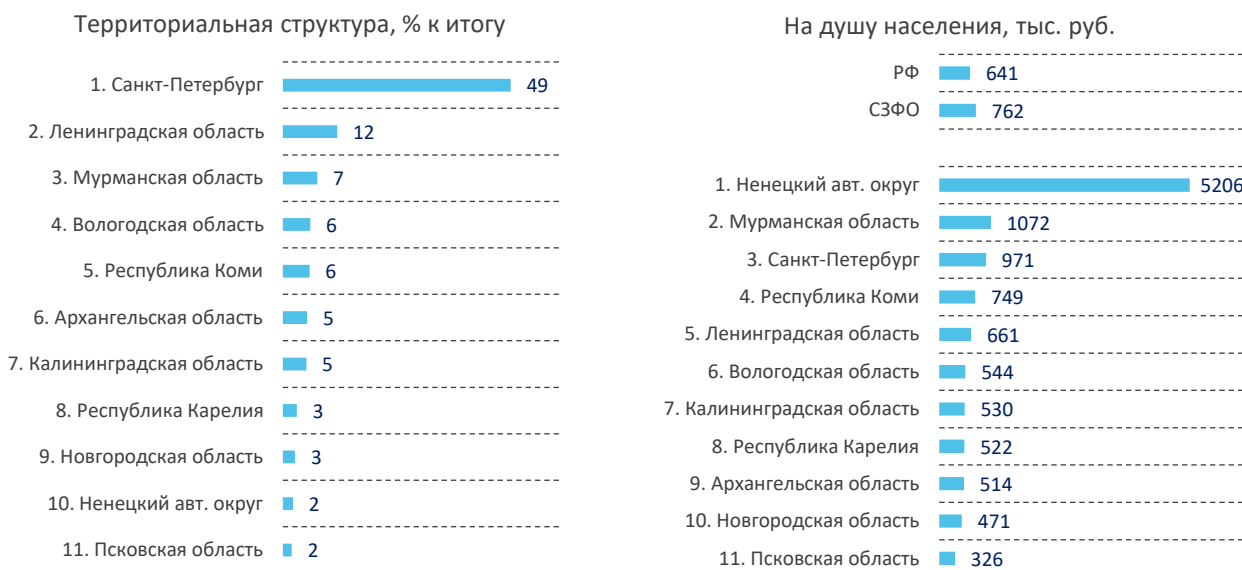 Территориальная структура, % к итогу
1. Санкт-Петербург 49
2. Ленинградская область 12
3. Мурманская область 7
4. Вологодская область 6
5. Республика Коми 6
6. Архангельская область 5
7. Калининградская область 5
8. Республика Карелия 3
9. Новгородская область 3
10. Ненецкий авт. округ 2
11. Псковская область 2
На душу населения, тыс. руб.
РФ 641
СЗФО 762
1. Ненецкий авт. округ 5206
2. Мурманская область 1072
3. Санкт-Петербург 971
4. Республика Коми 749
5. Ленинградская область 661
6. Вологодская область 544
7. Калининградская область 530
8. Республика Карелия 522
9. Архангельская область 514
10. Новгородская область 471
11. Псковская область 326